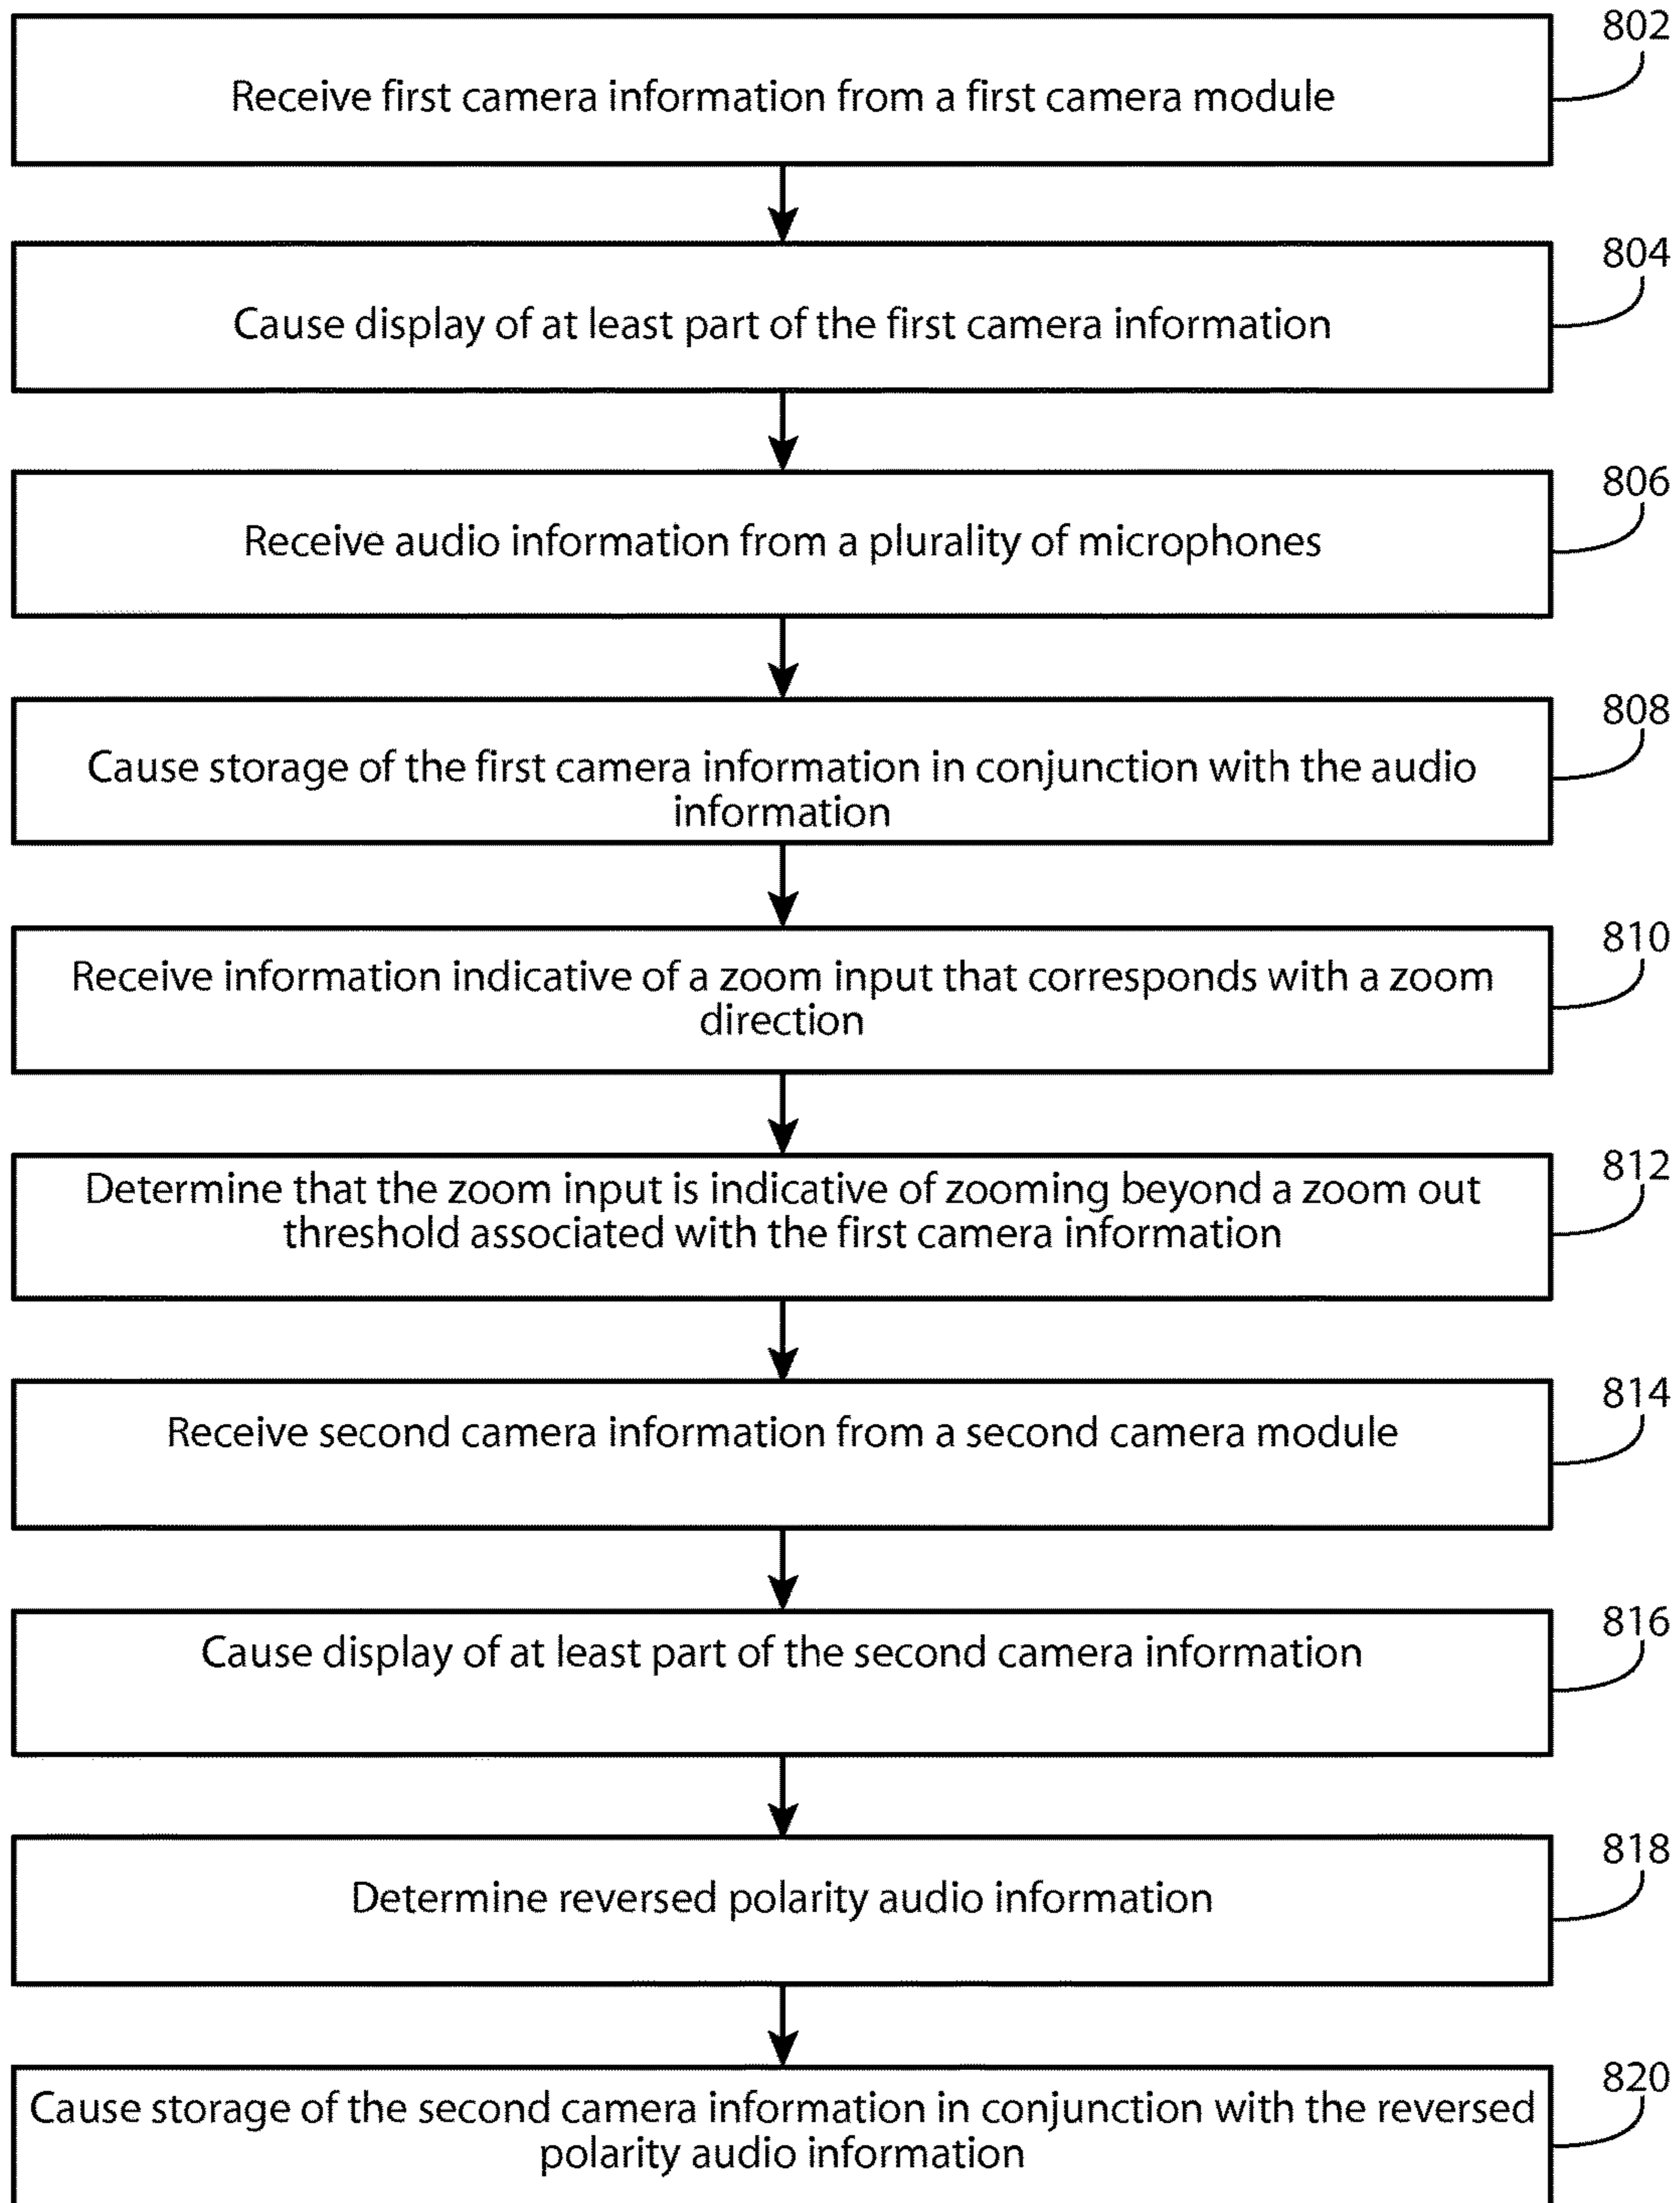 802
Receive first camera information from a first camera module
804
Cause display of at least part of the first camera information
806
Receive audio information from a plurality of microphones
808
Cause storage of the first camera information in conjunction with the audio
information
810
Receive information indicative of a zoom input that corresponds with a zoom
direction
812
Determine that the zoom input is indicative of zooming beyond a zoom out
threshold associated with the first camera information
814
Receive second camera information from a second camera module
816
Cause display of at least part of the second camera information
818
Determine reversed polarity audio information
820
Cause storage of the second camera information in conjunction with the reversed
polarity audio information